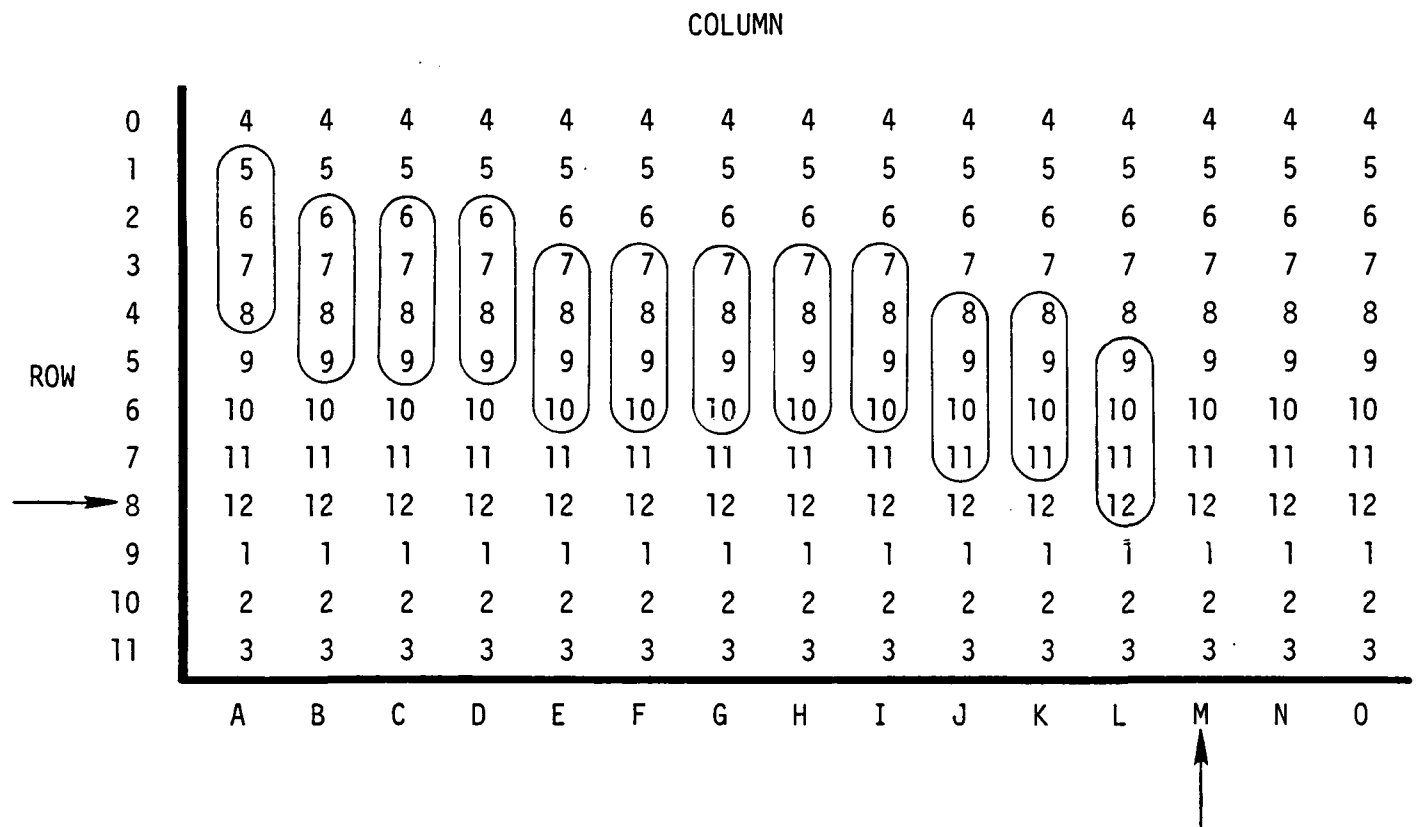 COLUMN
0 4 4 4 4 4 4 4 4 4 4 4 4 4 4 4
1 5 5 5 5 5 5 5 5 5 5 5 5 5 5 5
2 6 6 6 6 6 6 6 6 6 6 6 6 6 6 6
3 7 7 7 7 7 7 7 7 7 7 7 7 7 7 7
4 8 8 8 8 8 8 8 8 8 8 8 8 8 8 8
ROW 5 9 9 9 9 9 9 9 9 9 9 9 9 9 9 9
6 10 10 10 10 10 10 10 10 10 10 10 10 10 10 10
7 11 11 11 11 11 11 11 11 11 11 11 11 11 11 11
8 12 12 12 12 12 12 12 12 12 12 12 12 12 12 12
9 1 1 1 1 1 1 1 1 1 1 1 1 1 1 1
10 2 2 2 2 2 2 2 2 2 2 2 2 2 2 2
11 3 3 3 3 3 3 3 3 3 3 3 3 3 3 3
A B C D E F G H I J K L M N O